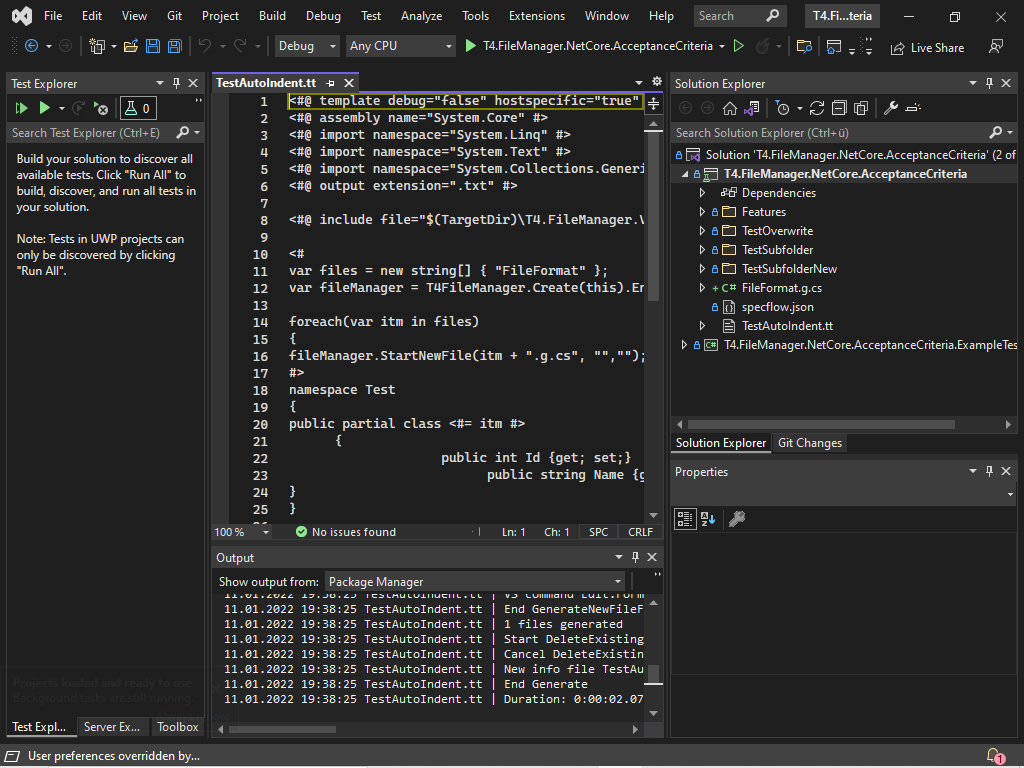 File Edit View Git Project Build Debug Test Analyze Tools Extensions Window Help Search T4.Fi...teria
Debug Any CPU T4.FileManager.NetCore.AcceptanceCriteria Live Share
Test Explorer
0
Search Test Explorer (Ctrl+E)
Build your solution to discover all
available tests. Click "Run All" to
build, discover, and run all tests in
your solution.
Note: Tests in UWP projects can
only be discovered by clicking
"Run All".
Projects loaded and ready to use
Background tasks are still running.
Test Expl... Server Ex... Toolbox
TestAutoIndent.tt
1 <#@ template debug="false" hostspecific="true"
2 <#@ assembly name="System.Core" #>
3 <#@ import namespace="System.Linq" #>
4 <#@ import namespace="System.Text" #>
5 <#@ import namespace="System.Collections.Generi
6 <#@ output extension=".txt" #>
7
8 <#@ include file="$(TargetDir)\T4.FileManager.V
9
10 <#
11 var files = new string[] { "FileFormat" };
12 var fileManager = T4FileManager.Create(this).En
13
14 foreach(var itm in files)
15 {
16 fileManager.StartNewFile(itm + ".g.cs", "","");
17 #>
18 namespace Test
19 {
20 public partial class <#= itm #>
21 {
22 public int Id {get; set;}
23 public string Name {g
24 }
25 }
100 % No issues found Ln: 1 Ch: 1 SPC CRLF
Output
Show output from: Package Manager
11.01.2022 19:38:25 TestAutoIndent.tt | VS Command Edit.Form
11.01.2022 19:38:25 TestAutoIndent.tt | End GenerateNewFileF
11.01.2022 19:38:25 TestAutoIndent.tt | 1 files generated
11.01.2022 19:38:25 TestAutoIndent.tt | Start DeleteExisting
11.01.2022 19:38:25 TestAutoIndent.tt | Cancel DeleteExistin
11.01.2022 19:38:25 TestAutoIndent.tt | New info file TestAu
11.01.2022 19:38:25 TestAutoIndent.tt | End Generate
11.01.2022 19:38:25 TestAutoIndent.tt | Duration: 0:00:02.07
Solution Explorer
Search Solution Explorer (Ctrl+ü)
Solution 'T4.FileManager.NetCore.AcceptanceCriteria' (2 of
T4.FileManager.NetCore.AcceptanceCriteria
Dependencies
Features
TestOverwrite
TestSubfolder
TestSubfolderNew
C# FileFormat.g.cs
specflow.json
TestAutoIndent.tt
C# T4.FileManager.NetCore.AcceptanceCriteria.ExampleTes
Solution Explorer Git Changes
Properties
User preferences overridden by... 1